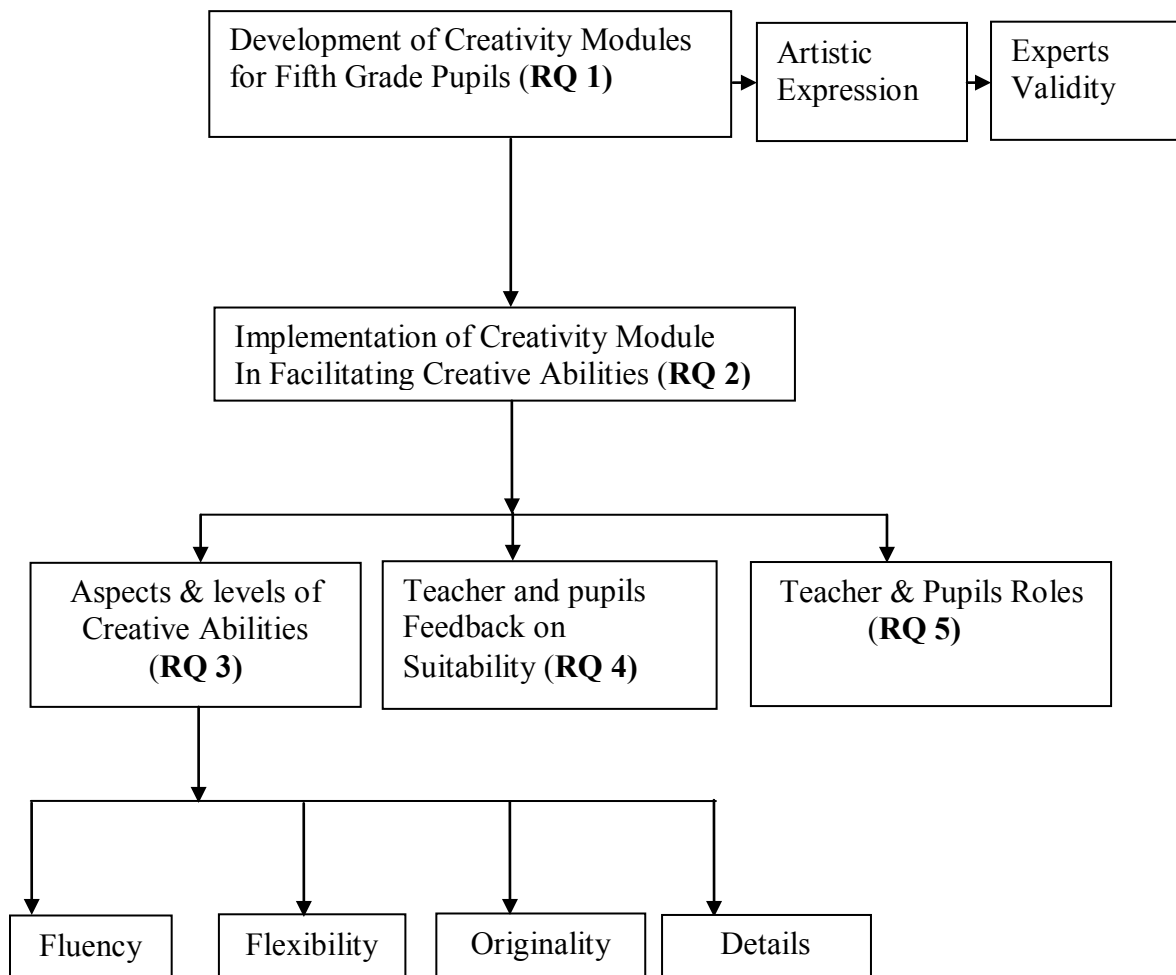 Development of Creativity Modules
for Fifth Grade Pupils (RQ 1)
Artistic
Expression
Experts
Validity
Implementation of Creativity Module
In Facilitating Creative Abilities (RQ 2)
Aspects & levels of
Creative Abilities
(RQ 3)
Teacher and pupils
Feedback on
Suitability (RQ 4)
Teacher & Pupils Roles
(RQ 5)
Fluency
Flexibility
Originality
Details